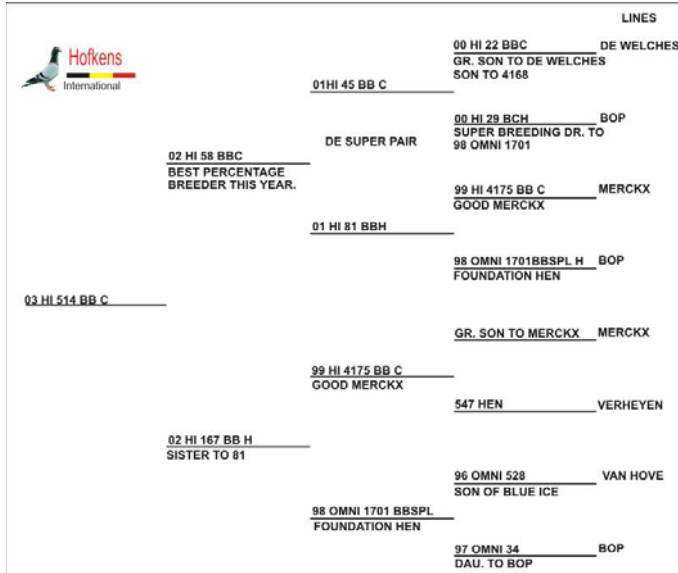 LINES
Hofkens
International
00 HI 22 BBC DE WELCHES
GR. SON TO DE WELCHES
SON TO 4168
01HI 45 BB C
00 HI 29 BCH BOP
SUPER BREEDING DR. TO
98 OMNI 1701
DE SUPER PAIR
02 HI 58 BBC
BEST PERCENTAGE
BREEDER THIS YEAR.
99 HI 4175 BB C MERCKX
GOOD MERCKX
01 HI 81 BBH
98 OMNI 1701BBSPL H BOP
FOUNDATION HEN
03 HI 514 BB C
GR. SON TO MERCKX MERCKX
99 HI 4175 BB C
GOOD MERCKX
547 HEN VERHEYEN
02 HI 167 BB H
SISTER TO 81
96 OMNI 528 VAN HOVE
SON OF BLUE ICE
98 OMNI 1701 BBSPL
FOUNDATION HEN
97 OMNI 34 BOP
DAU. TO BOP